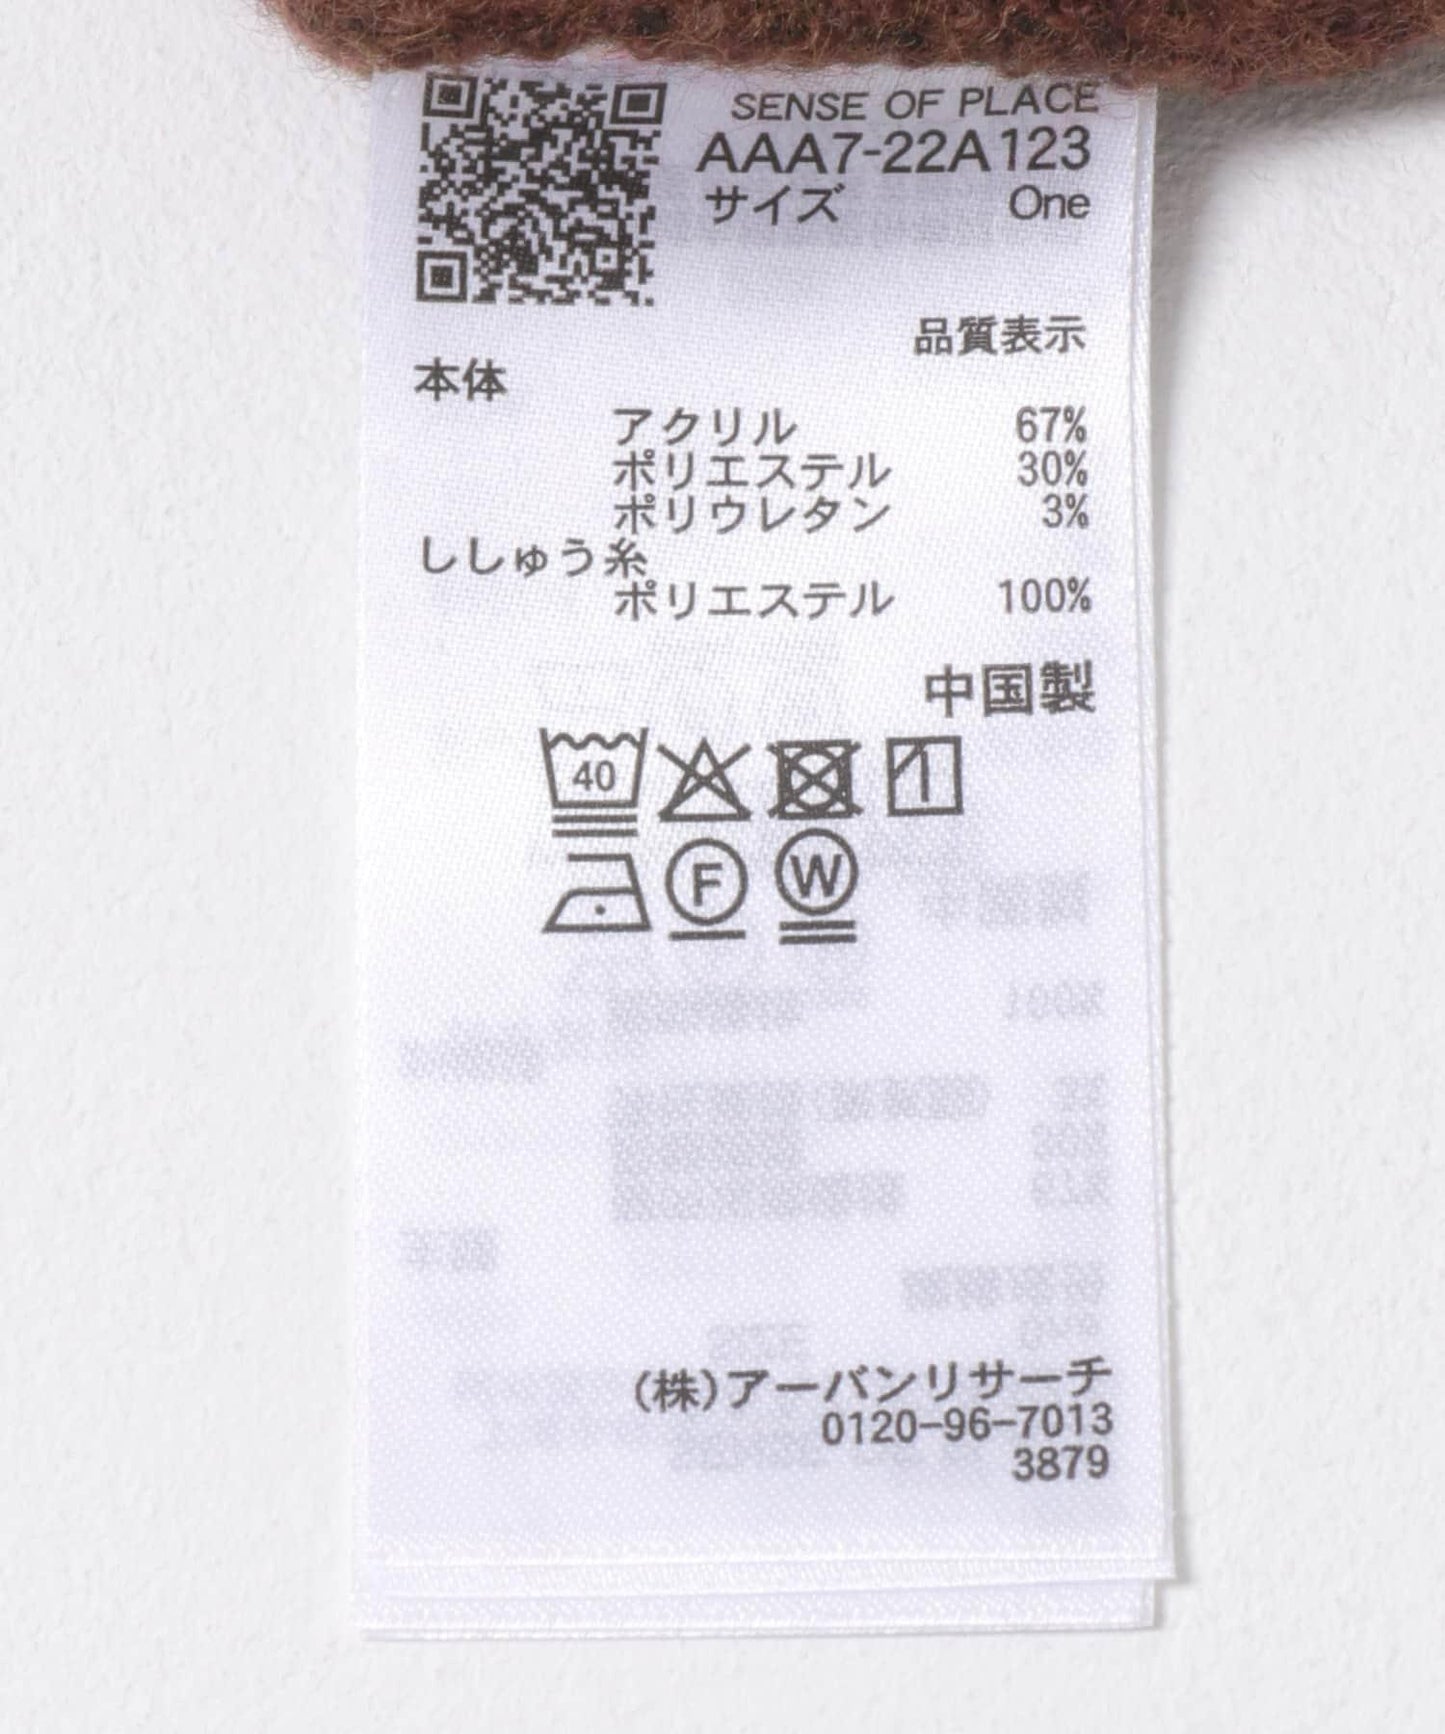 SENSE OF PLACE
AAA7-22A123
サイズ One
品質表示
本体
アクリル 67%
ポリエステル 30%
ポリウレタン 3%
ししゅう糸
ポリエステル 100%
中国製
40
F W
(株)アーバンリサーチ
0120-96-7013
3879